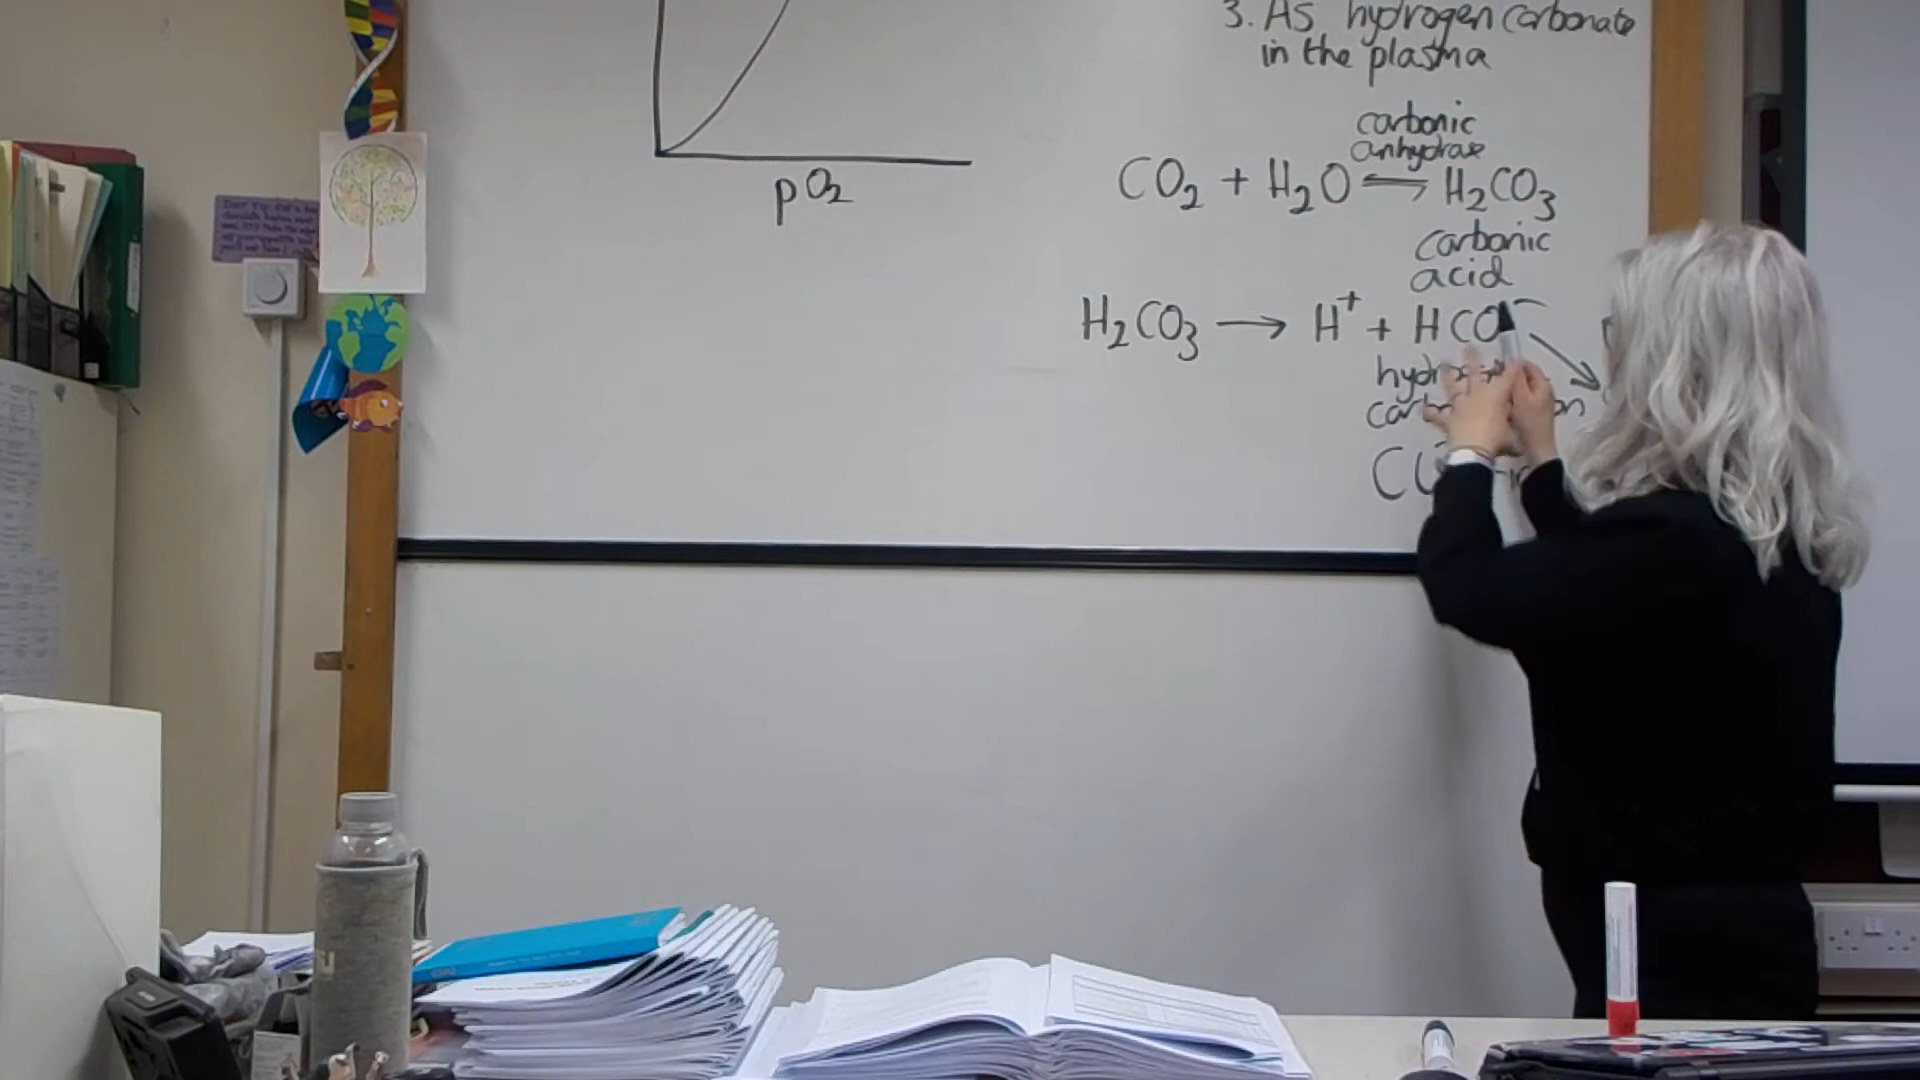 3. As hydrogen carbonate
in the plasma
carbonic
anhydrase
CO₂ + H₂O ⇌ H₂CO₃
carbonic
acid
H₂CO₃ → H⁺ + HCO
pO₂